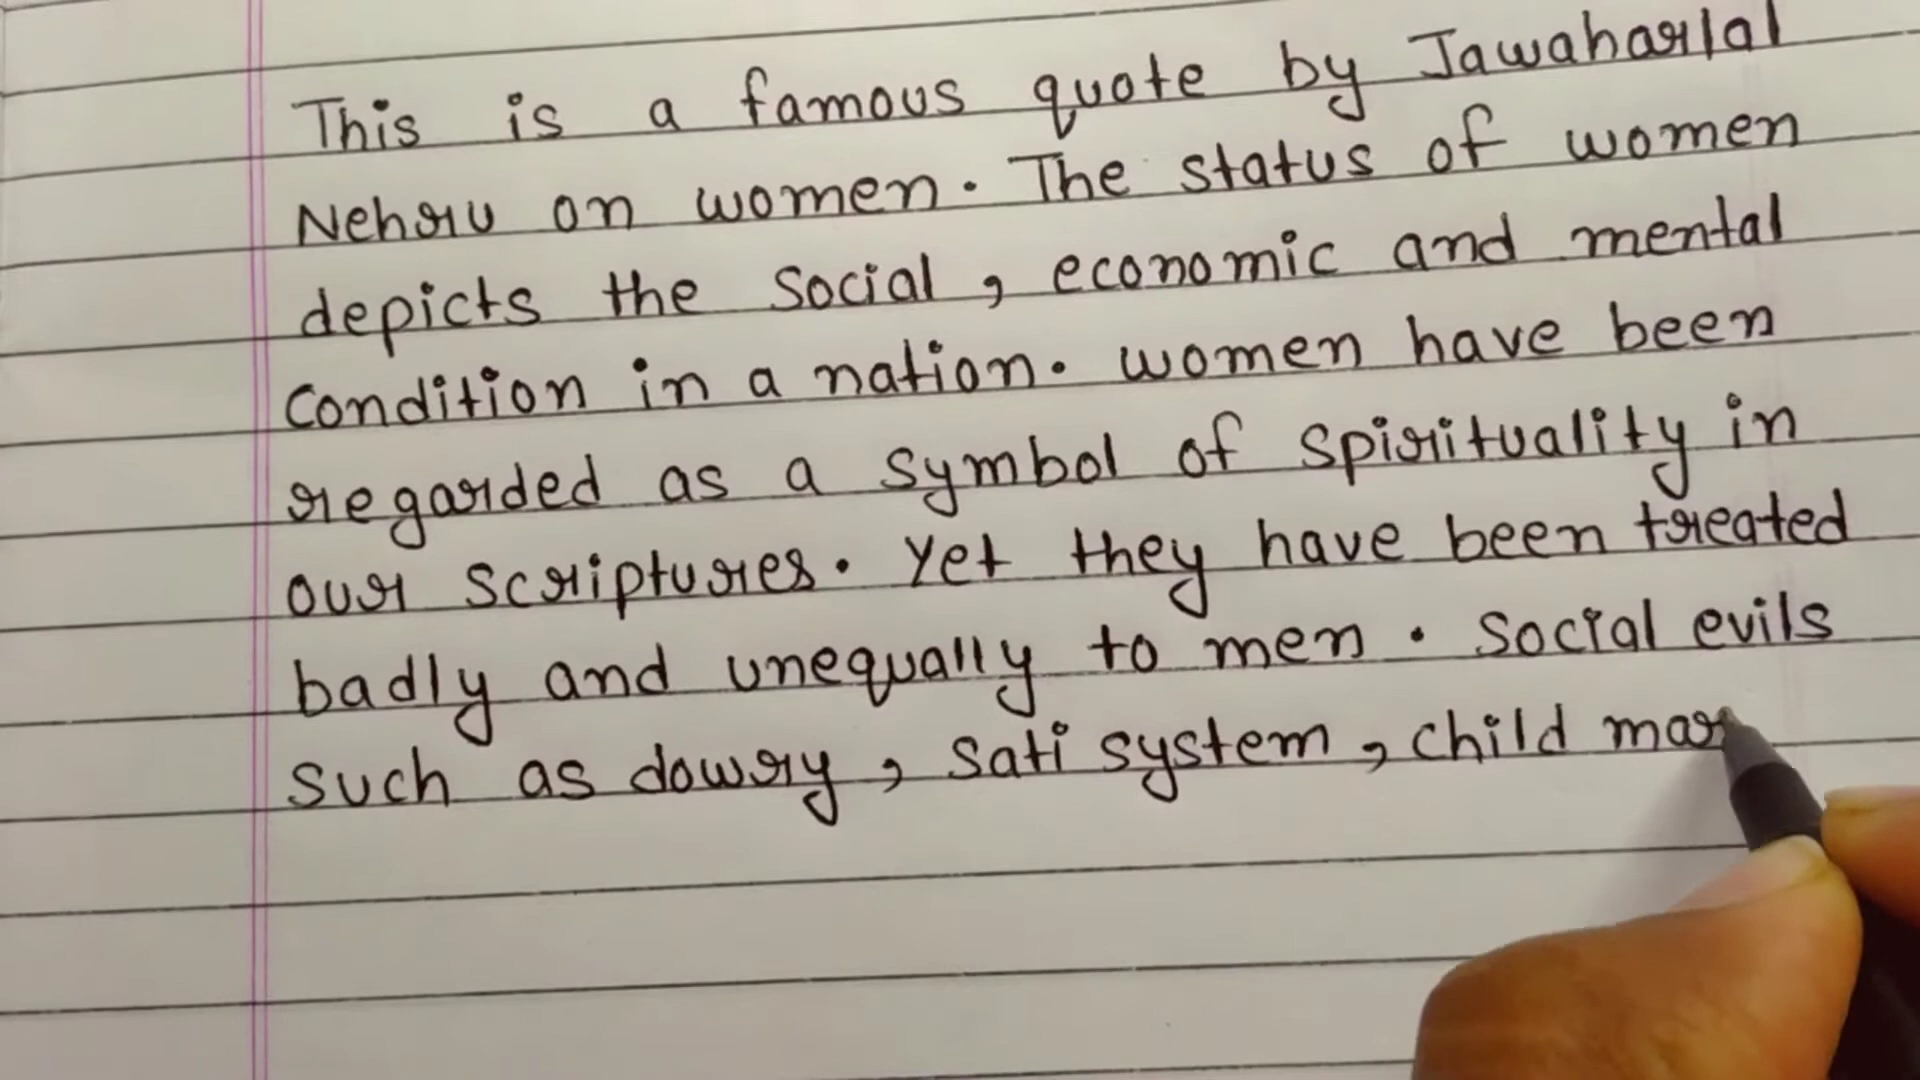 This is a famous quote by Jawaharlal
Nehru on women. The status of women
depicts the social, economic and mental
condition in a nation. women have been
regarded as a symbol of spirituality in
our scriptures. Yet they have been treated
badly and unequally to men. Social evils
such as dowry, sati system, child mar